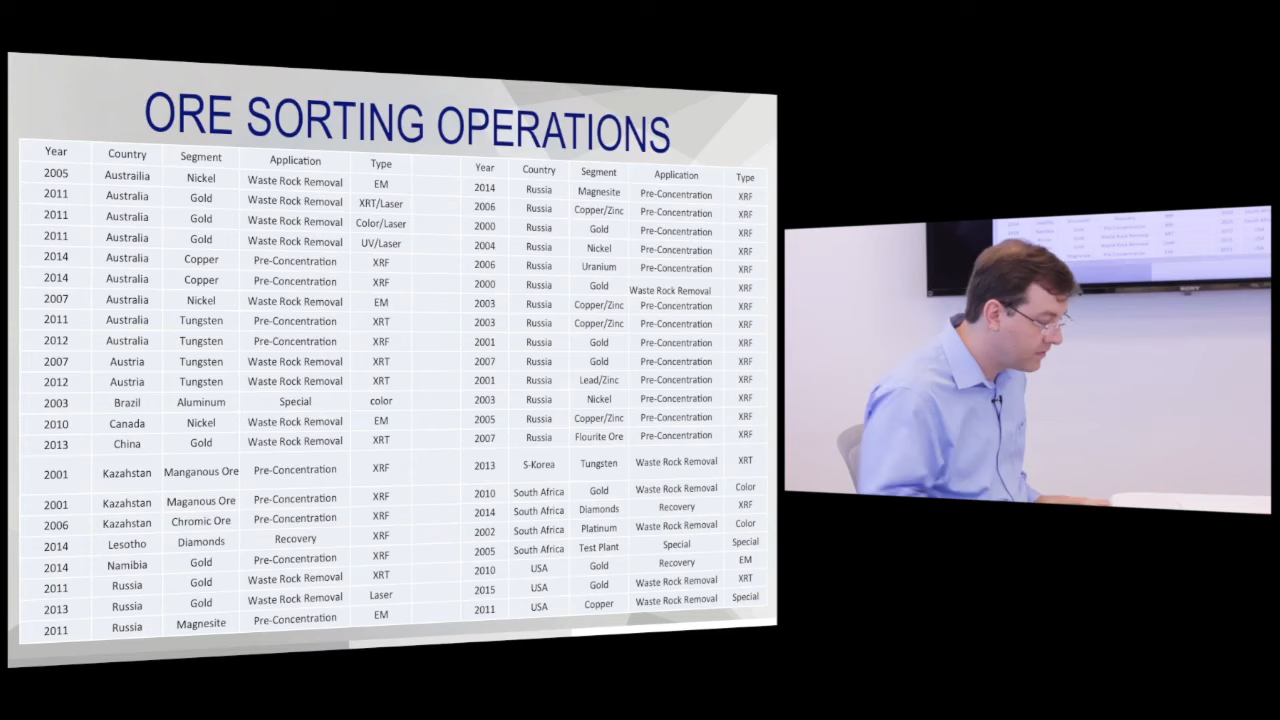 ORE SORTING OPERATIONS
Year Country Segment Application Type Year Country Segment Application Type
2005 Austrailia Nickel Waste Rock Removal EM 2014 Russia Magnesite Pre-Concentration XRF
2011 Australia Gold Waste Rock Removal XRT/Laser 2006 Russia Copper/Zinc Pre-Concentration XRF
2011 Australia Gold Waste Rock Removal Color/Laser 2000 Russia Gold Pre-Concentration XRF
2011 Australia Gold Waste Rock Removal UV/Laser 2004 Russia Nickel Pre-Concentration XRF
2014 Australia Copper Pre-Concentration XRF 2006 Russia Uranium Pre-Concentration XRF
2014 Australia Copper Pre-Concentration XRF 2000 Russia Gold Waste Rock Removal XRF
2007 Australia Nickel Waste Rock Removal EM 2003 Russia Copper/Zinc Pre-Concentration XRF
2011 Australia Tungsten Pre-Concentration XRT 2003 Russia Copper/Zinc Pre-Concentration XRF
2012 Australia Tungsten Pre-Concentration XRF 2001 Russia Gold Pre-Concentration XRF
2007 Austria Tungsten Waste Rock Removal XRT 2007 Russia Gold Pre-Concentration XRF
2012 Austria Tungsten Waste Rock Removal XRT 2001 Russia Lead/Zinc Pre-Concentration XRF
2003 Brazil Aluminum Special color 2003 Russia Nickel Pre-Concentration XRF
2010 Canada Nickel Waste Rock Removal EM 2005 Russia Copper/Zinc Pre-Concentration XRF
2013 China Gold Waste Rock Removal XRT 2007 Russia Flourite Ore Pre-Concentration XRF
2001 Kazahstan Manganous Ore Pre-Concentration XRF 2013 S-Korea Tungsten Waste Rock Removal XRT
2001 Kazahstan Maganous Ore Pre-Concentration XRF 2010 South Africa Gold Waste Rock Removal Color
2006 Kazahstan Chromic Ore Pre-Concentration XRF 2014 South Africa Diamonds Recovery XRF
2014 Lesotho Diamonds Recovery XRF 2002 South Africa Platinum Waste Rock Removal Color
2014 Namibia Gold Pre-Concentration XRF 2005 South Africa Test Plant Special Special
2011 Russia Gold Waste Rock Removal XRT 2010 USA Gold Recovery EM
2013 Russia Gold Waste Rock Removal Laser 2015 USA Gold Waste Rock Removal XRT
2011 Russia Magnesite Pre-Concentration EM 2011 USA Copper Waste Rock Removal Special
SONY